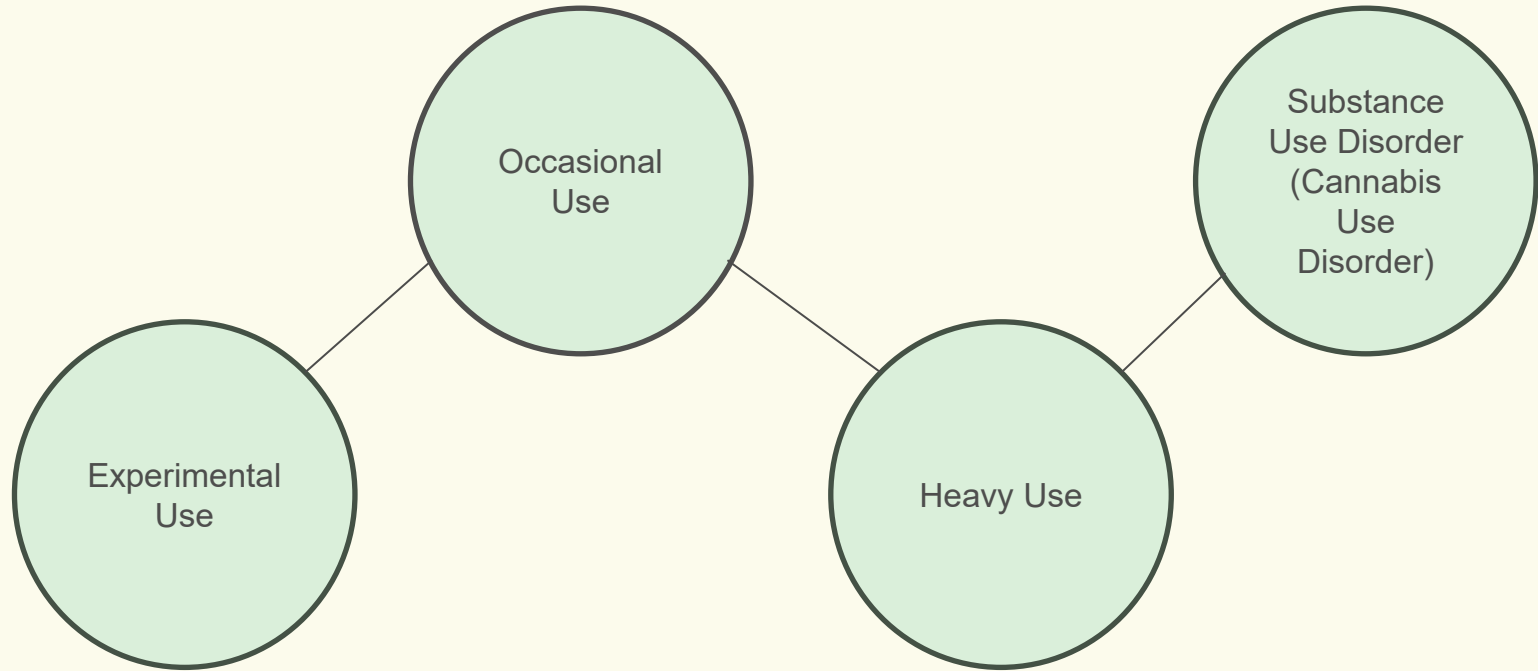 Experimental
Use
Occasional
Use
Heavy Use
Substance
Use Disorder
(Cannabis
Use
Disorder)